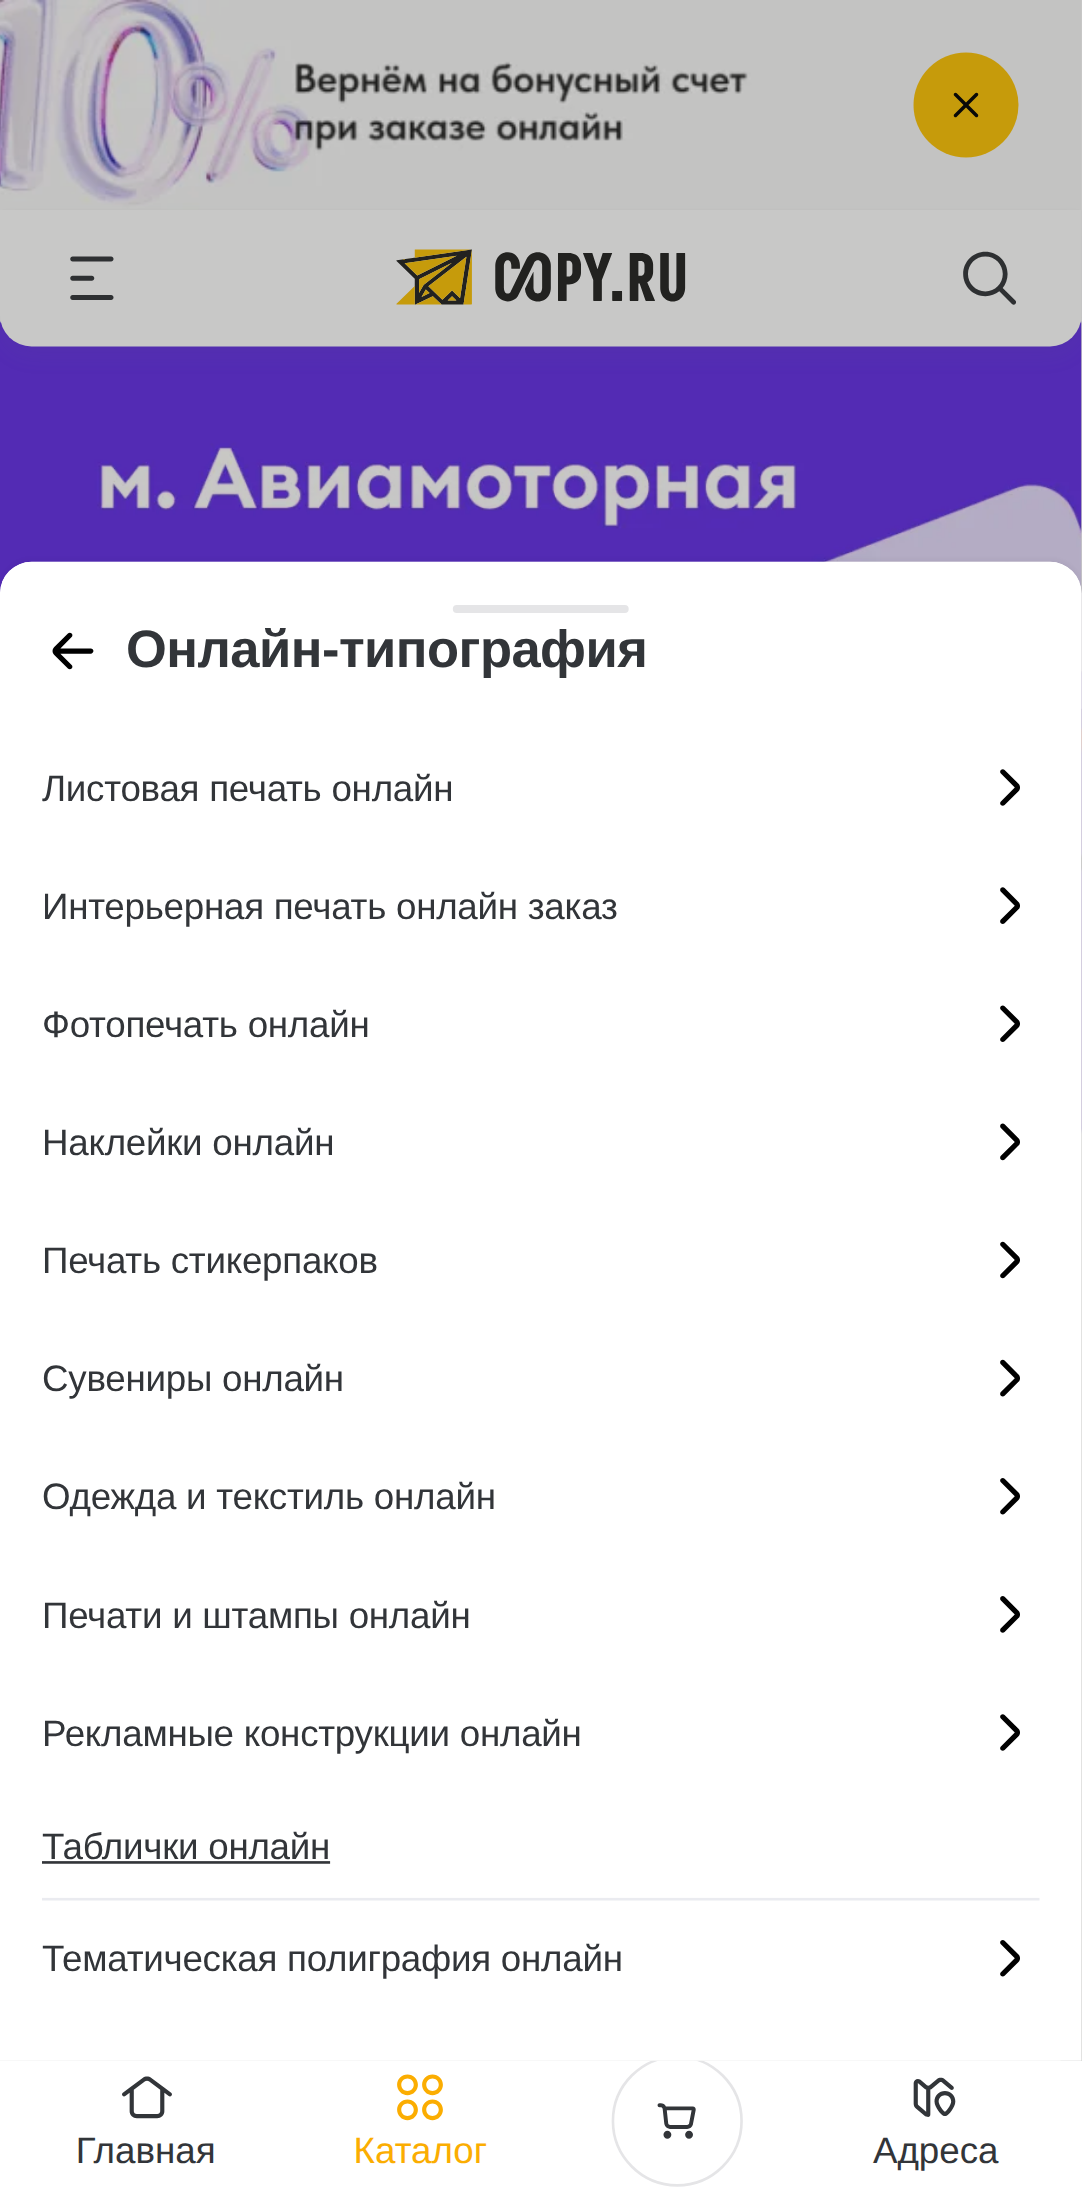 10%
Вернём на бонусный счет
при заказе онлайн
COPY.RU
м. Авиамоторная
Онлайн-типография
Листовая печать онлайн
Интерьерная печать онлайн заказ
Фотопечать онлайн
Наклейки онлайн
Печать стикерпаков
Сувениры онлайн
Одежда и текстиль онлайн
Печати и штампы онлайн
Рекламные конструкции онлайн
Таблички онлайн
Тематическая полиграфия онлайн
Главная
Каталог
Адреса